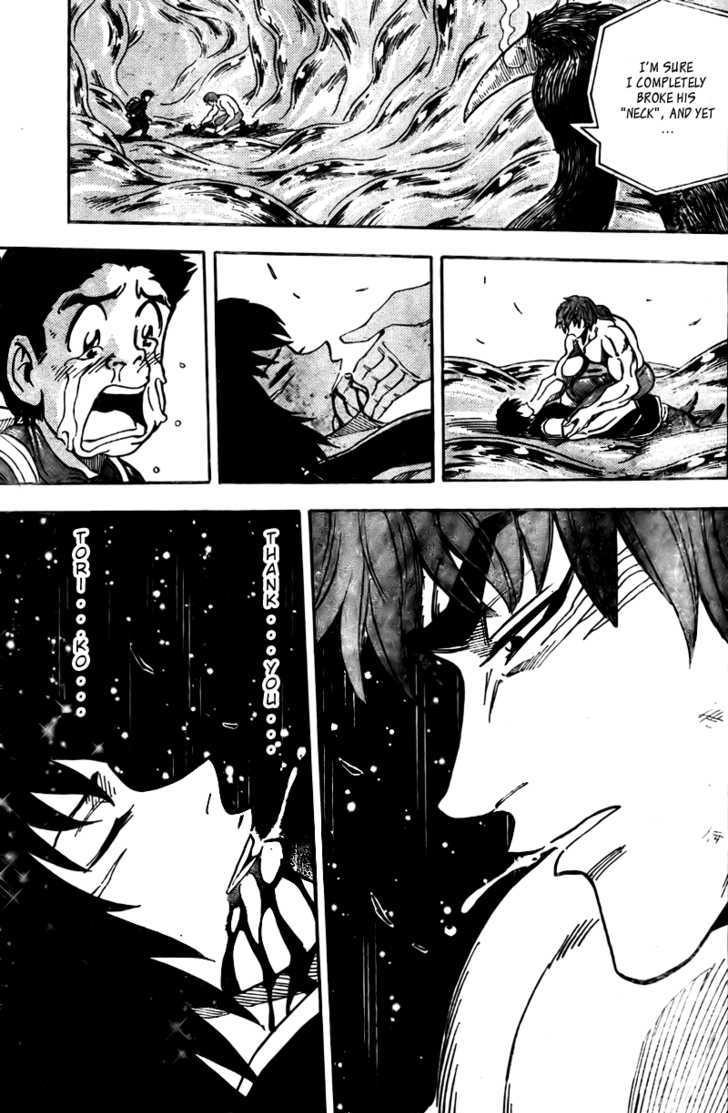 I'M SURE
I COMPLETELY
BROKE HIS
"NECK", AND YET
...
THANK...YOU...
TORI...KO...